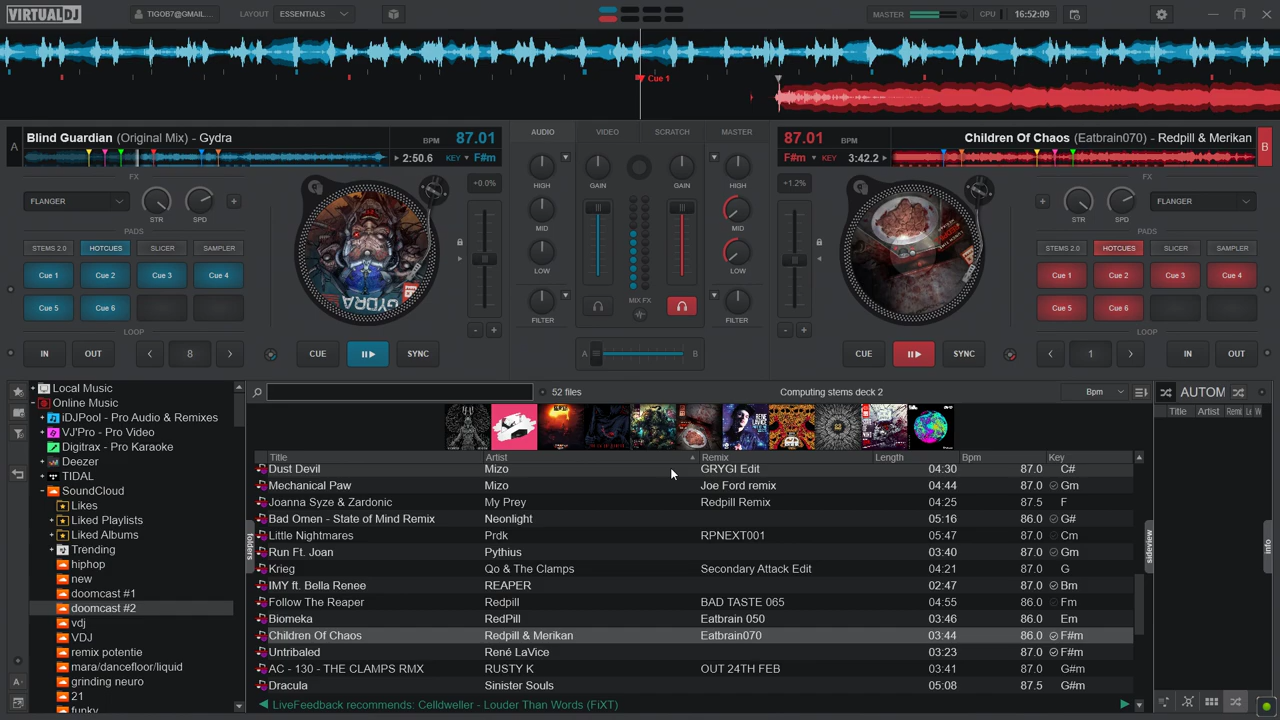 VIRTUALDJ TIGO87@GMAIL... LAYOUT ESSENTIALS MASTER CPU 16:52:09
Cue 1
A Blind Guardian (Original Mix) - Gydra BPM 87.01
2:50.6 KEY F#m
AUDIO VIDEO SCRATCH MASTER
87.01 BPM Children Of Chaos (Eatbrain070) - Redpill & Merikan B
F#m KEY 3:42.2
FX
FLANGER STR SPD +
+0.0%
HIGH GAIN GAIN HIGH
MID MID
LOW LOW
FILTER MIX FX FILTER
A B
+1.2%
FX
+ STR SPD FLANGER
PADS
STEMS 2.0 HOTCUES SLICER SAMPLER
Cue 1 Cue 2 Cue 3 Cue 4
Cue 5 Cue 6
LOOP
IN OUT < 8 > CUE SYNC
- +
PADS
STEMS 2.0 HOTCUES SLICER SAMPLER
Cue 1 Cue 2 Cue 3 Cue 4
Cue 5 Cue 6
LOOP
- +
CUE SYNC < 1 > IN OUT
Local Music
Online Music
iDJPool - Pro Audio & Remixes
VJ'Pro - Pro Video
Digitrax - Pro Karaoke
Deezer
TIDAL
SoundCloud
Likes
Liked Playlists
Liked Albums
Trending
hiphop
new
doomcast #1
doomcast #2
vdj
VDJ
remix potentie
mara/dancefloor/liquid
grinding neuro
21
funky
folders
52 files Computing stems deck 2 Bpm
Title Artist Remix Length Bpm Key
Dust Devil Mizo GRYGI Edit 04:30 87.0 C#
Mechanical Paw Mizo Joe Ford remix 04:44 87.0 Gm
Joanna Syze & Zardonic My Prey Redpill Remix 04:25 87.5 F
Bad Omen - State of Mind Remix Neonlight 05:16 86.0 G#
Little Nightmares Prdk RPNEXT001 05:47 86.0 Cm
Run Ft. Joan Pythius 03:40 87.0 Gm
Krieg Qo & The Clamps Secondary Attack Edit 04:21 87.0 G
IMY ft. Bella Renee REAPER 02:47 87.0 Bm
Follow The Reaper Redpill BAD TASTE 065 04:55 86.0 Fm
Biomeka RedPill Eatbrain 050 03:46 86.0 Em
Children Of Chaos Redpill & Merikan Eatbrain070 03:44 86.0 F#m
Untribaled René LaVice 03:23 87.0 F#m
AC - 130 - THE CLAMPS RMX RUSTY K OUT 24TH FEB 03:41 87.0 G#m
Dracula Sinister Souls 05:08 87.5 G#m
LiveFeedback recommends: Celldweller - Louder Than Words (FiXT)
sideview
AUTOM
Title Artist Remi Le W
info
A